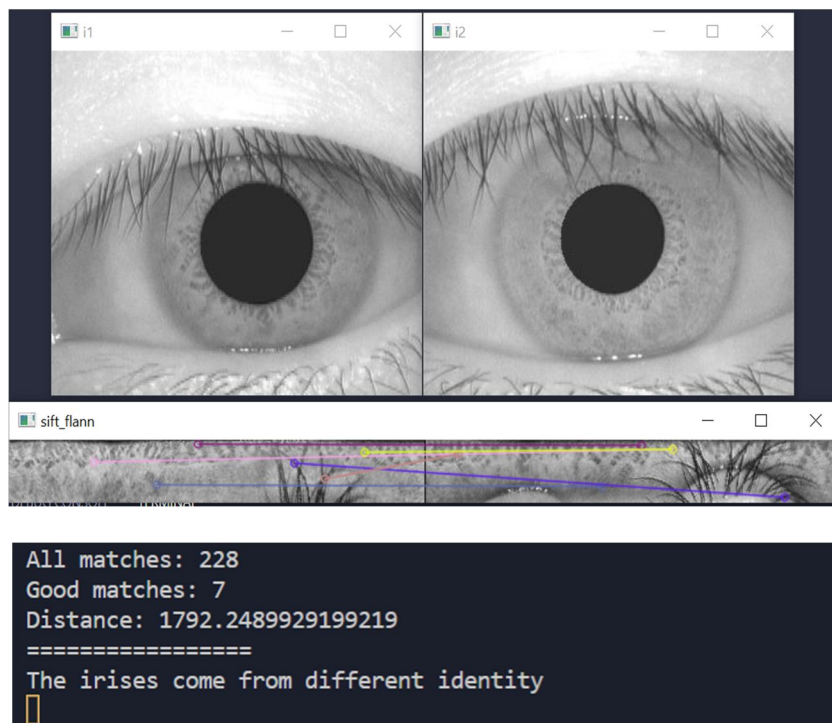 i1
i2
sift_flann
All matches: 228
Good matches: 7
Distance: 1792.2489929199219
=================
The irises come from different identity